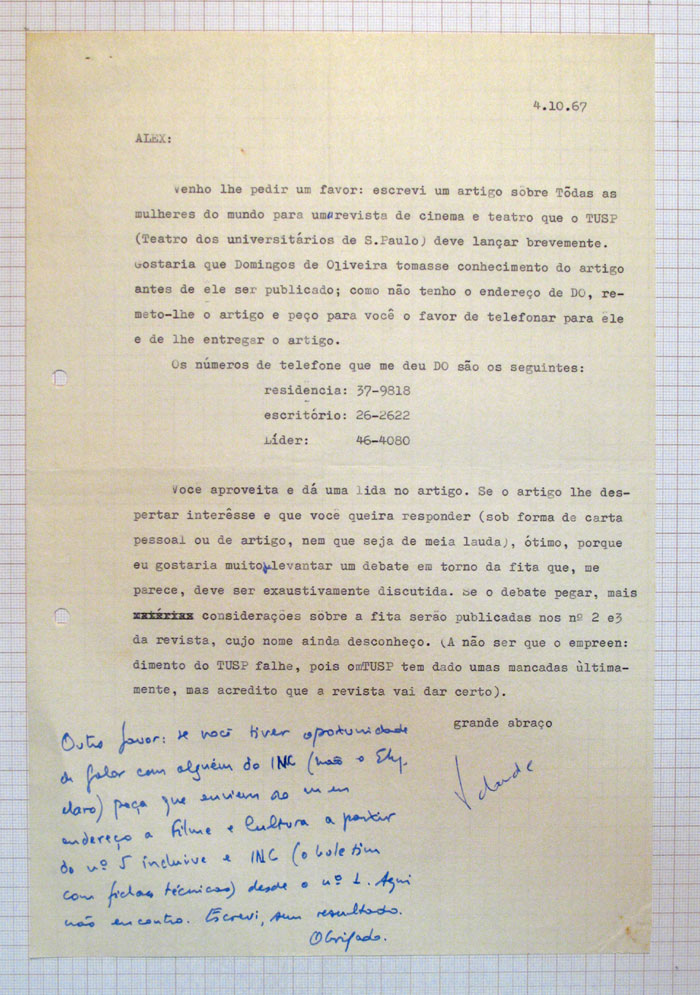 4.10.67
ALEX:
Venho lhe pedir um favor: escrevi um artigo sôbre Tôdas as
mulheres do mundo para uma revista de cinema e teatro que o TUSP
(Teatro dos universitários de S.Paulo) deve lançar brevemente.
Gostaria que Domingos de Oliveira tomasse conhecimento do artigo
antes de ele ser publicado; como não tenho o endereço de DO, re-
meto-lhe o artigo e peço para você o favor de telefonar para êle
e de lhe entregar o artigo.
Os números de telefone que me deu DO são os seguintes:
residência: 37-9818
escritório: 26-2622
Líder: 46-4080
Voce aproveita e dá uma lida no artigo. Se o artigo lhe des-
pertar interêsse e que você queira responder (sob forma de carta
pessoal ou de artigo, nem que seja de meia lauda), ótimo, porque
eu gostaria muito levantar um debate em torno da fita que, me
parece, deve ser exaustivamente discutida. Se o debate pegar, mais
considerações sôbre a fita serão publicadas nos nº 2 e3
da revista, cujo nome ainda desconheço. (A não ser que o empreen:
dimento do TUSP falhe, pois omTUSP tem dado umas mancadas ùltima-
mente, mas acredito que a revista vai dar certo).
grande abraço
Outro favor: se você tiver oportunidade
de falar com alguém do INC (não o Ely,
claro) peça que enviem ao meu
endereço a Filme e Cultura a partir
do nº 5 inclusive e INC (o boletim
com fichas técnicas) desde o nº 1. Aqui
não encontro. Escrevi, sem resultado.
Obrigado.